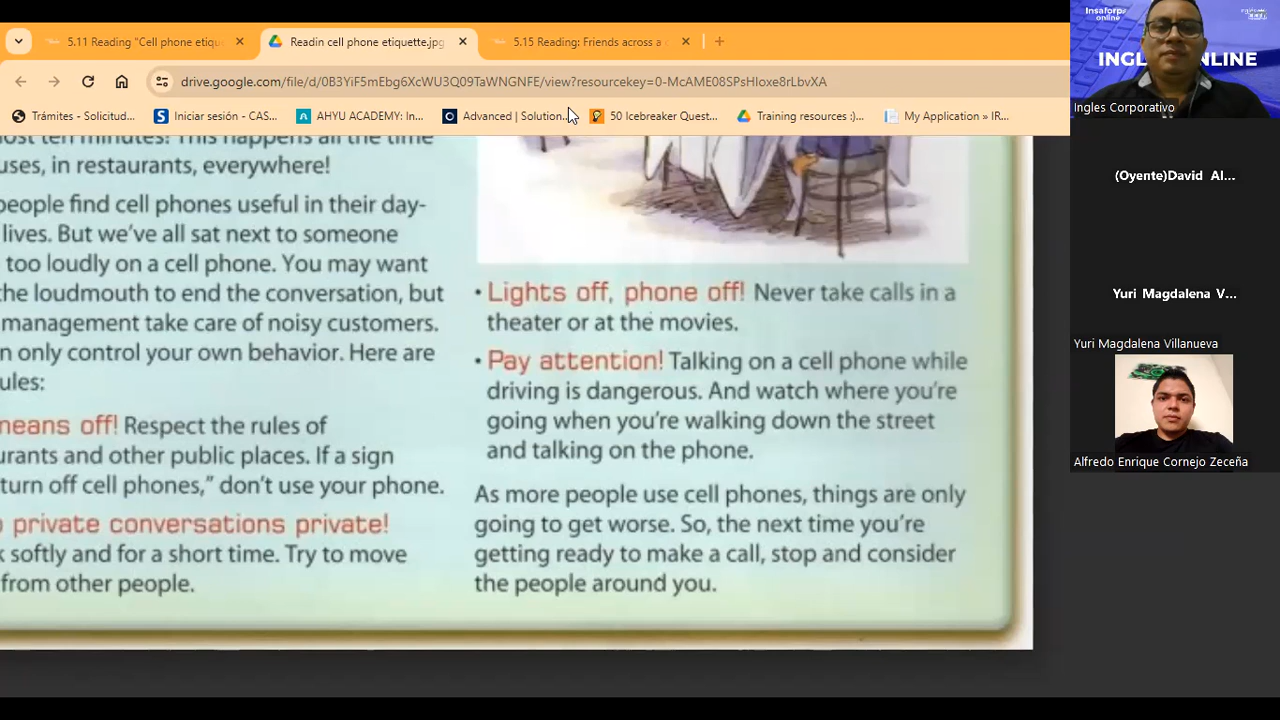 5.11 Reading "Cell phone etiqu
Readin cell phone etiquette.jpg
5.15 Reading: Friends across a
drive.google.com/file/d/0B3YiF5mEbg6XcWU3Q09TaWNGNFE/view?resourcekey=0-McAME08SPsHloxe8rLbvXA
Trámites - Solicitud...
Iniciar sesión - CAS...
AHYU ACADEMY: In...
Advanced | Solution...
50 Icebreaker Quest...
Training resources :)...
My Application » IR...
ost ten minutes! This happens all the time
uses, in restaurants, everywhere!
people find cell phones useful in their day-
lives. But we've all sat next to someone
too loudly on a cell phone. You may want
the loudmouth to end the conversation, but
management take care of noisy customers.
n only control your own behavior. Here are
ules:
means off! Respect the rules of
urants and other public places. If a sign
turn off cell phones," don't use your phone.
p private conversations private!
k softly and for a short time. Try to move
from other people.
• Lights off, phone off! Never take calls in a
theater or at the movies.
• Pay attention! Talking on a cell phone while
driving is dangerous. And watch where you're
going when you're walking down the street
and talking on the phone.
As more people use cell phones, things are only
going to get worse. So, the next time you're
getting ready to make a call, stop and consider
the people around you.
Insaforp
online
INGL
ONLINE
Ingles Corporativo
(Oyente)David Al...
Yuri Magdalena V...
Yuri Magdalena Villanueva
Alfredo Enrique Cornejo Zeceña